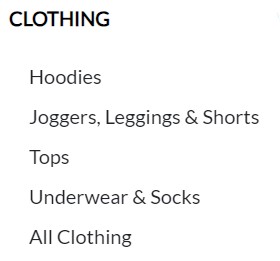 CLOTHING
Hoodies
Joggers, Leggings & Shorts
Tops
Underwear & Socks
All Clothing